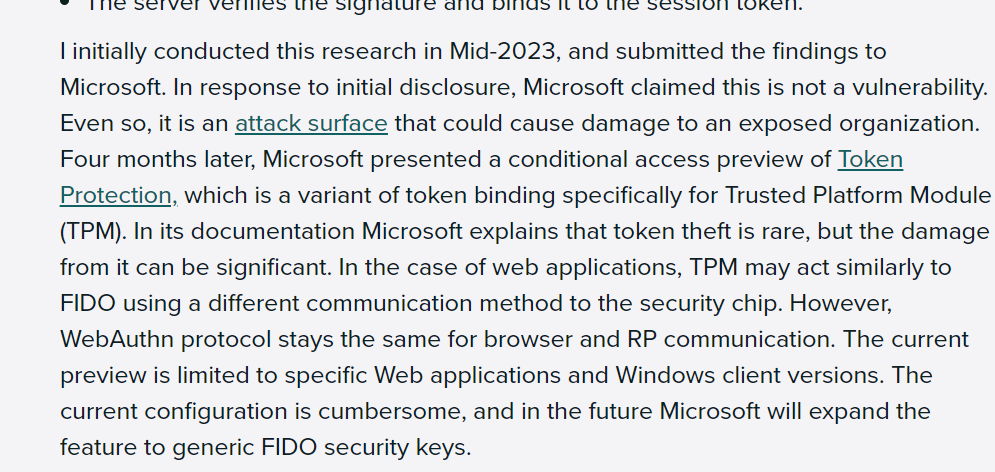 The server verifies the signature and binds it to the session token.
I initially conducted this research in Mid-2023, and submitted the findings to
Microsoft. In response to initial disclosure, Microsoft claimed this is not a vulnerability.
Even so, it is an attack surface that could cause damage to an exposed organization.
Four months later, Microsoft presented a conditional access preview of Token
Protection, which is a variant of token binding specifically for Trusted Platform Module
(TPM). In its documentation Microsoft explains that token theft is rare, but the damage
from it can be significant. In the case of web applications, TPM may act similarly to
FIDO using a different communication method to the security chip. However,
WebAuthn protocol stays the same for browser and RP communication. The current
preview is limited to specific Web applications and Windows client versions. The
current configuration is cumbersome, and in the future Microsoft will expand the
feature to generic FIDO security keys.